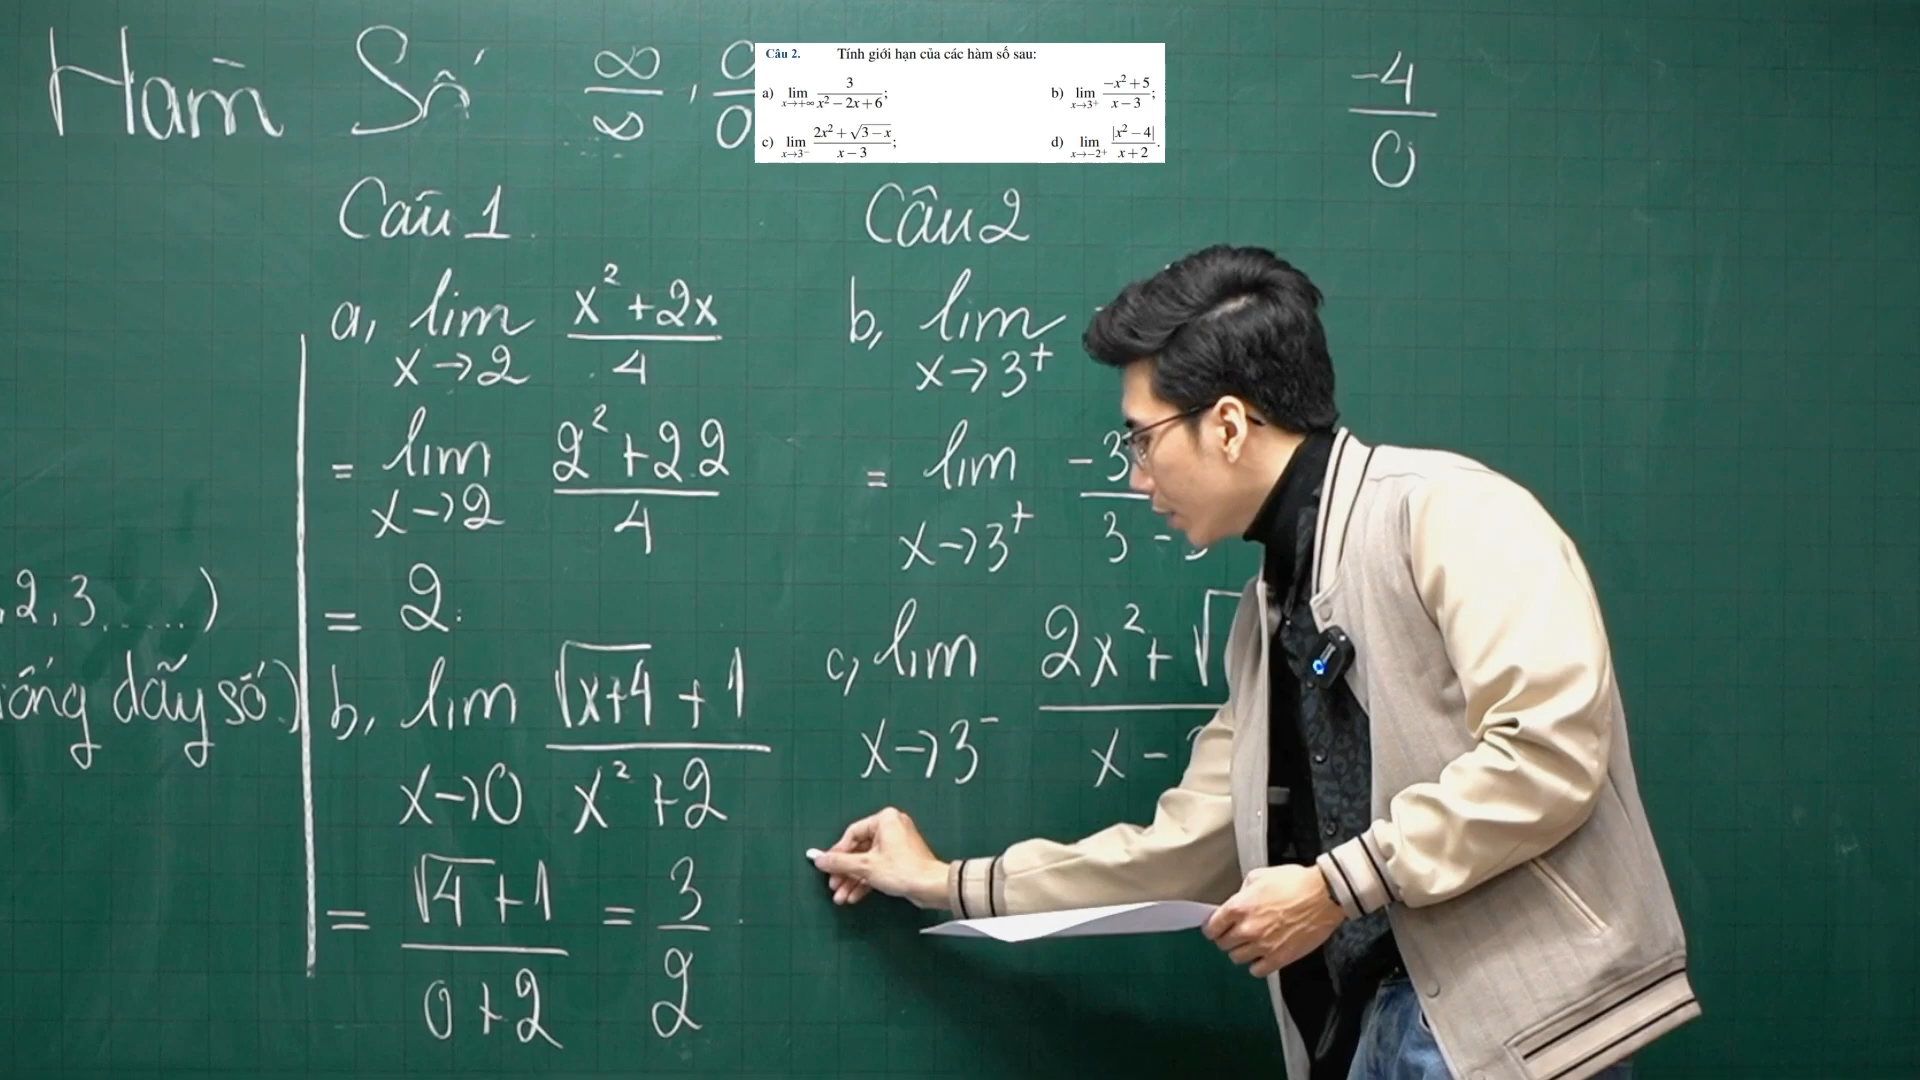 Hàm Số ∞/∞ , 0/0
Câu 2. Tính giới hạn của các hàm số sau:
a) lim x→+∞ 3/(x² − 2x + 6);
b) lim x→3⁺ (−x² + 5)/(x − 3);
c) lim x→3⁻ (2x² + √(3 − x))/(x − 3);
d) lim x→−2⁺ |x² − 4|/(x + 2).
-4/0
, 2, 3, .....)
dãy số)
Câu 1
a, lim x→2 (x² + 2x)/4
= lim x→2 (2² + 2.2)/4
= 2.
b, lim x→0 (√(x+4) + 1)/(x² + 2)
= (√4 + 1)/(0 + 2) = 3/2
Câu 2
b, lim x→3⁺
= lim x→3⁺ -3 / 3 -
c, lim x→3⁻ 2x² + √ / x -